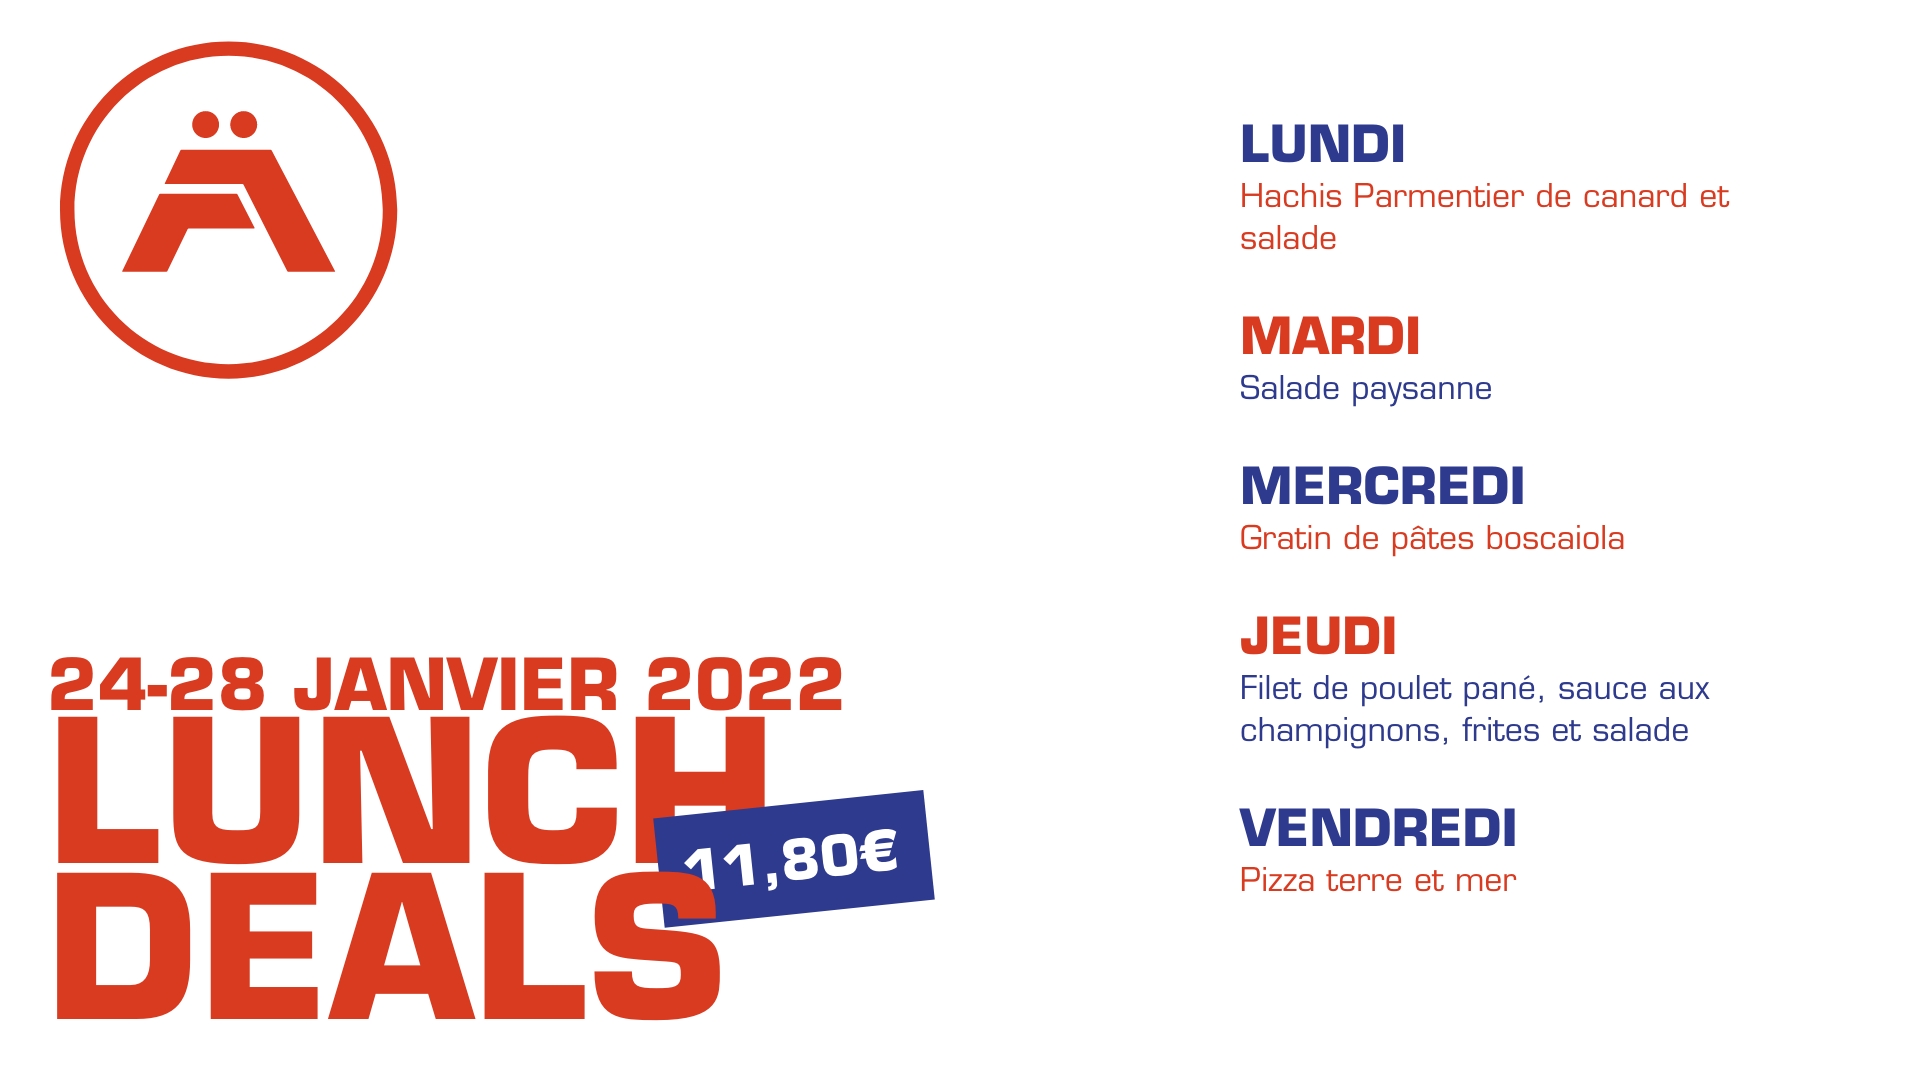 Ä
24-28 JANVIER 2022
LUNCH
11,80€
DEALS
LUNDI
Hachis Parmentier de canard et
salade
MARDI
Salade paysanne
MERCREDI
Gratin de pâtes boscaiola
JEUDI
Filet de poulet pané, sauce aux
champignons, frites et salade
VENDREDI
Pizza terre et mer